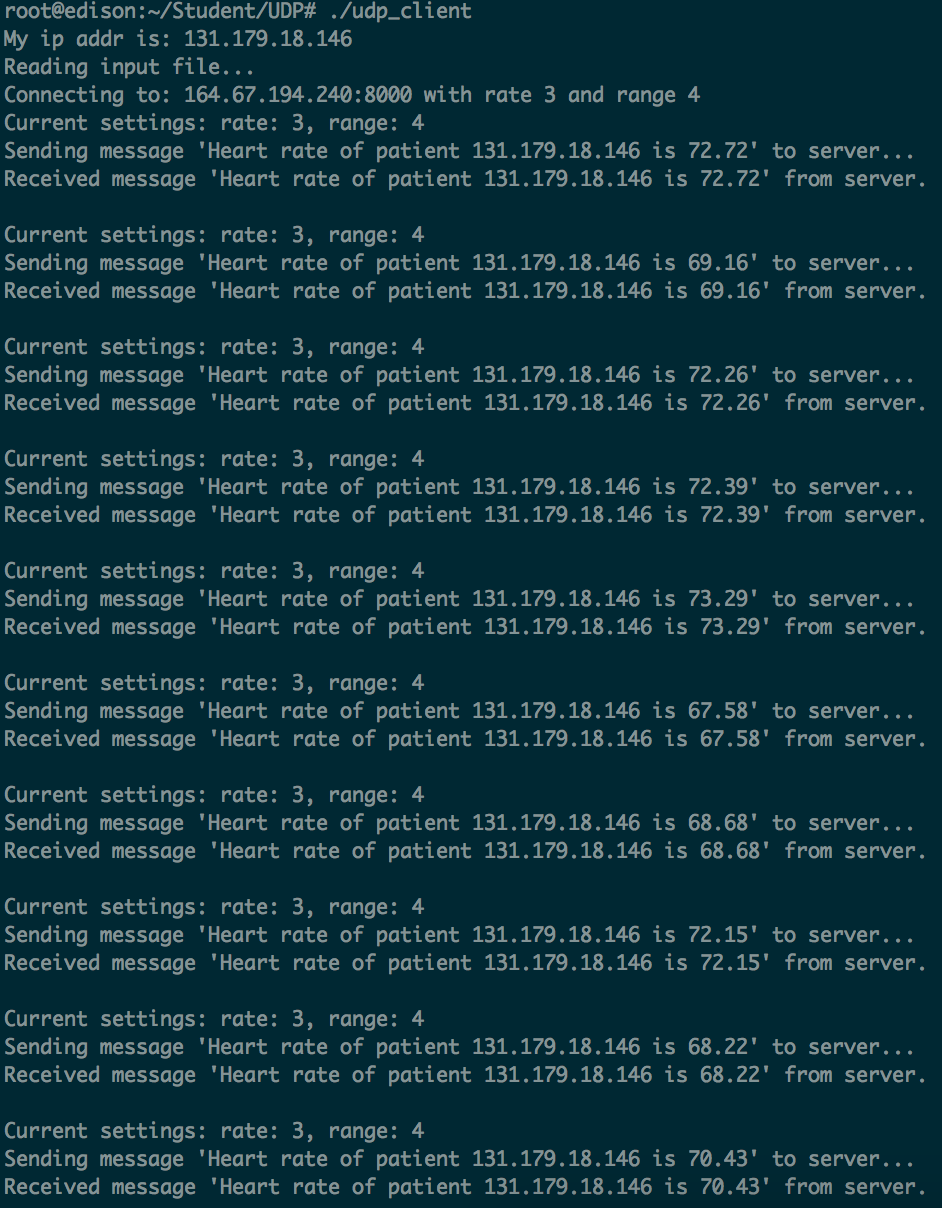 root@edison:~/Student/UDP# ./udp_client
My ip addr is: 131.179.18.146
Reading input file...
Connecting to: 164.67.194.240:8000 with rate 3 and range 4
Current settings: rate: 3, range: 4
Sending message 'Heart rate of patient 131.179.18.146 is 72.72' to server...
Received message 'Heart rate of patient 131.179.18.146 is 72.72' from server.

Current settings: rate: 3, range: 4
Sending message 'Heart rate of patient 131.179.18.146 is 69.16' to server...
Received message 'Heart rate of patient 131.179.18.146 is 69.16' from server.

Current settings: rate: 3, range: 4
Sending message 'Heart rate of patient 131.179.18.146 is 72.26' to server...
Received message 'Heart rate of patient 131.179.18.146 is 72.26' from server.

Current settings: rate: 3, range: 4
Sending message 'Heart rate of patient 131.179.18.146 is 72.39' to server...
Received message 'Heart rate of patient 131.179.18.146 is 72.39' from server.

Current settings: rate: 3, range: 4
Sending message 'Heart rate of patient 131.179.18.146 is 73.29' to server...
Received message 'Heart rate of patient 131.179.18.146 is 73.29' from server.

Current settings: rate: 3, range: 4
Sending message 'Heart rate of patient 131.179.18.146 is 67.58' to server...
Received message 'Heart rate of patient 131.179.18.146 is 67.58' from server.

Current settings: rate: 3, range: 4
Sending message 'Heart rate of patient 131.179.18.146 is 68.68' to server...
Received message 'Heart rate of patient 131.179.18.146 is 68.68' from server.

Current settings: rate: 3, range: 4
Sending message 'Heart rate of patient 131.179.18.146 is 72.15' to server...
Received message 'Heart rate of patient 131.179.18.146 is 72.15' from server.

Current settings: rate: 3, range: 4
Sending message 'Heart rate of patient 131.179.18.146 is 68.22' to server...
Received message 'Heart rate of patient 131.179.18.146 is 68.22' from server.

Current settings: rate: 3, range: 4
Sending message 'Heart rate of patient 131.179.18.146 is 70.43' to server...
Received message 'Heart rate of patient 131.179.18.146 is 70.43' from server.